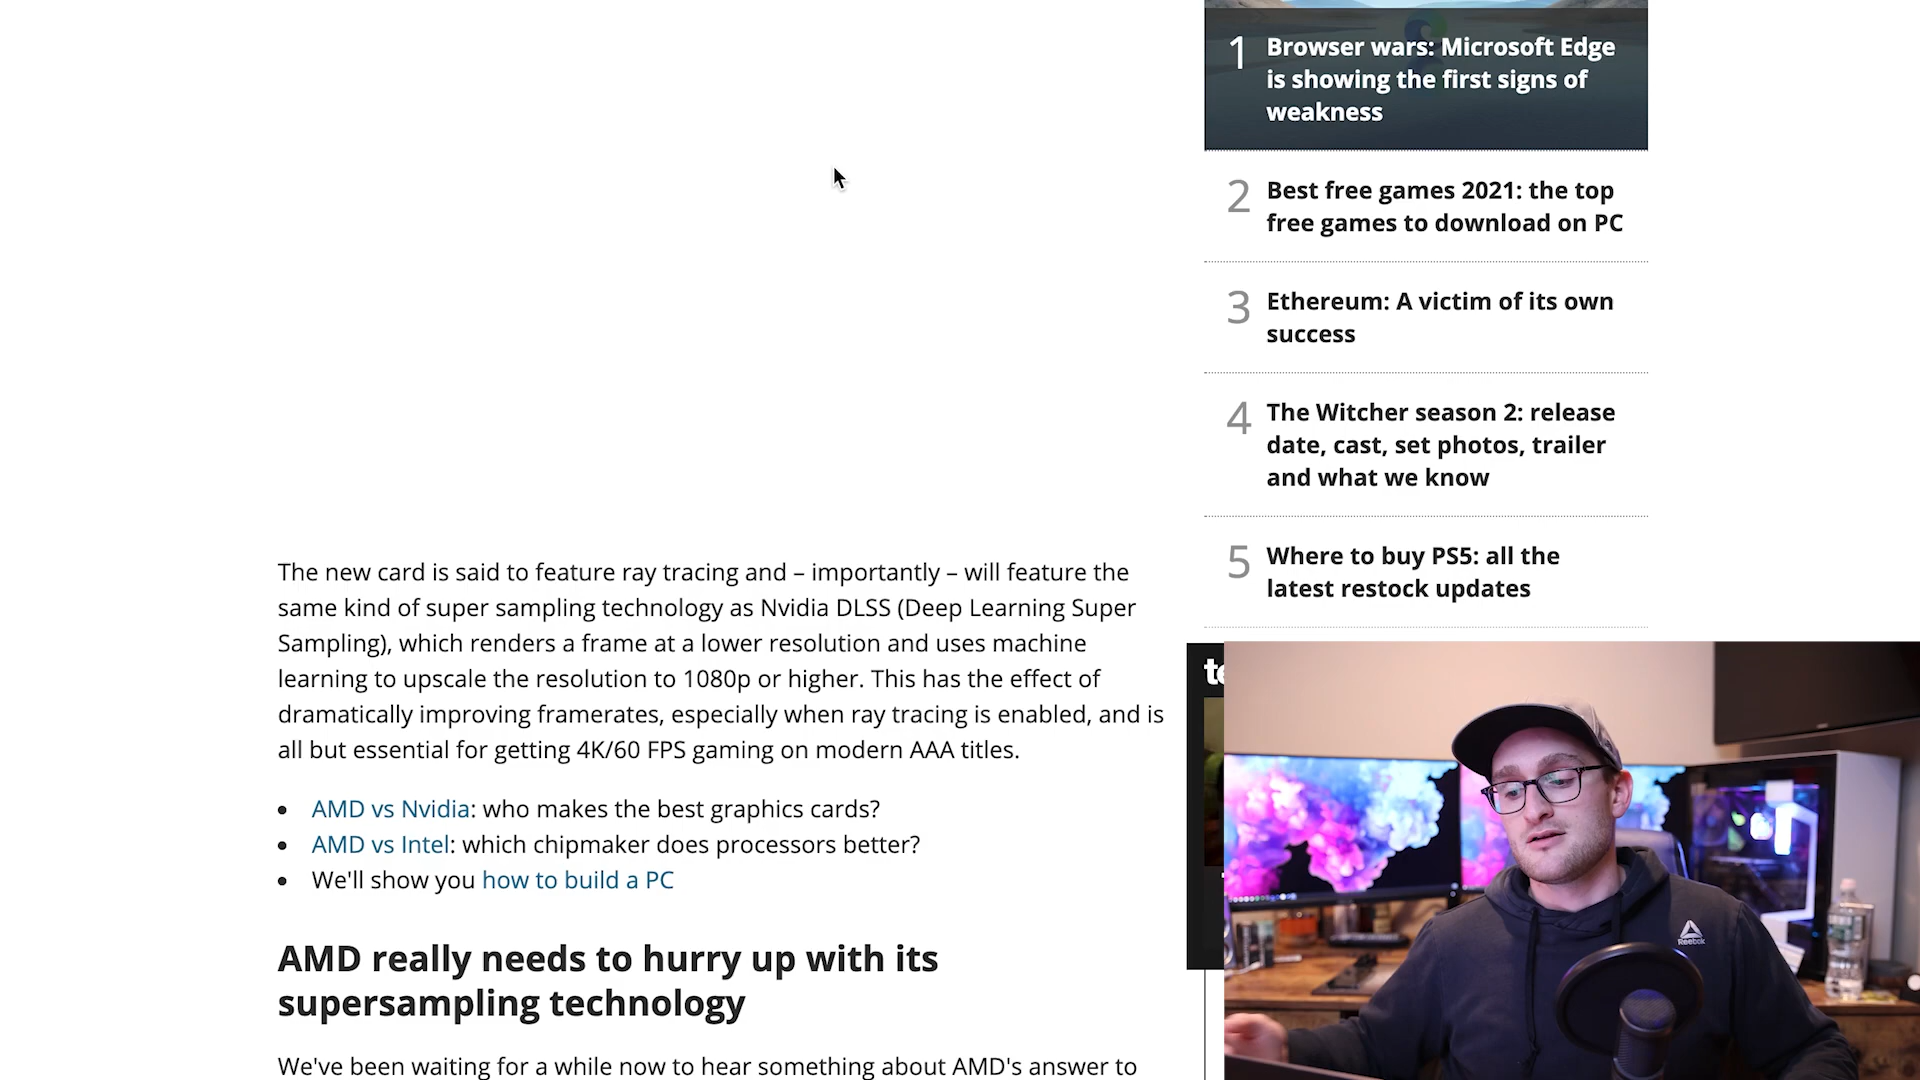 The new card is said to feature ray tracing and – importantly – will feature the
same kind of super sampling technology as Nvidia DLSS (Deep Learning Super
Sampling), which renders a frame at a lower resolution and uses machine
learning to upscale the resolution to 1080p or higher. This has the effect of
dramatically improving framerates, especially when ray tracing is enabled, and is
all but essential for getting 4K/60 FPS gaming on modern AAA titles.
• AMD vs Nvidia: who makes the best graphics cards?
• AMD vs Intel: which chipmaker does processors better?
• We'll show you how to build a PC
AMD really needs to hurry up with its
supersampling technology
We've been waiting for a while now to hear something about AMD's answer to
1 Browser wars: Microsoft Edge
is showing the first signs of
weakness
2 Best free games 2021: the top
free games to download on PC
3 Ethereum: A victim of its own
success
4 The Witcher season 2: release
date, cast, set photos, trailer
and what we know
5 Where to buy PS5: all the
latest restock updates
Reebok